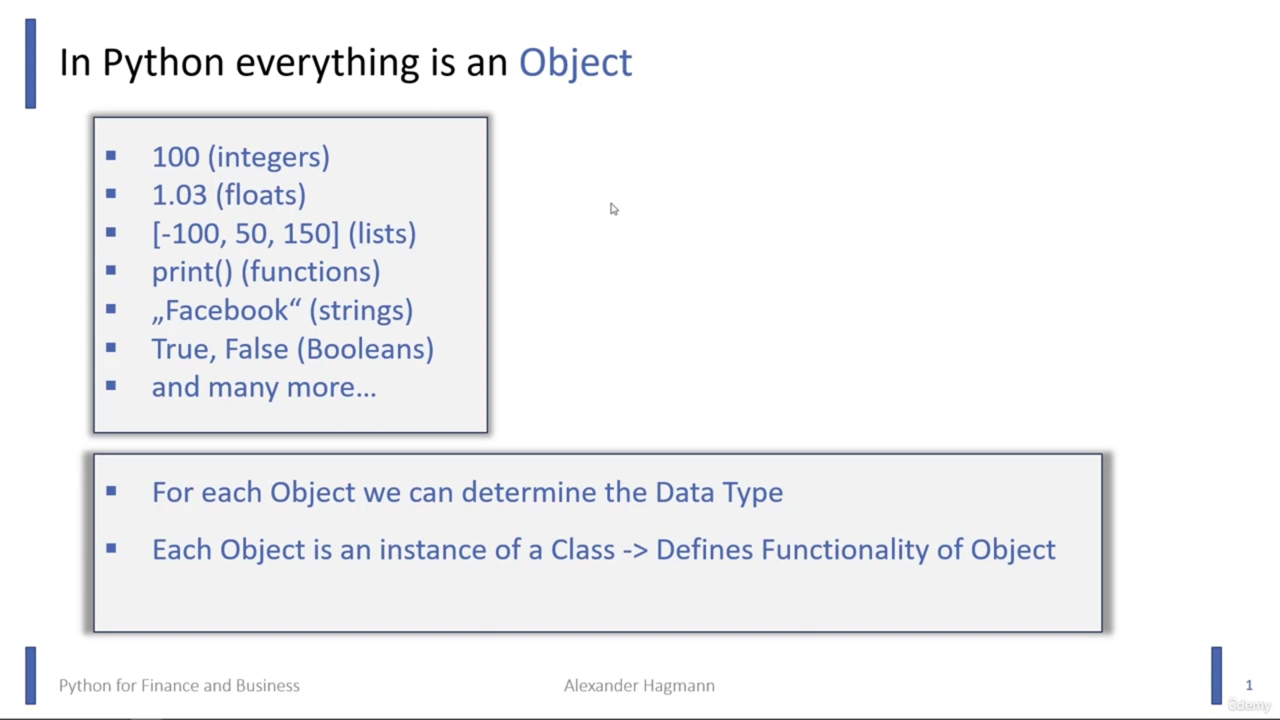 In Python everything is an Object
▪ 100 (integers)
▪ 1.03 (floats)
▪ [-100, 50, 150] (lists)
▪ print() (functions)
▪ „Facebook“ (strings)
▪ True, False (Booleans)
▪ and many more…
▪ For each Object we can determine the Data Type
▪ Each Object is an instance of a Class -> Defines Functionality of Object
Python for Finance and Business
Alexander Hagmann
1
ûdemy